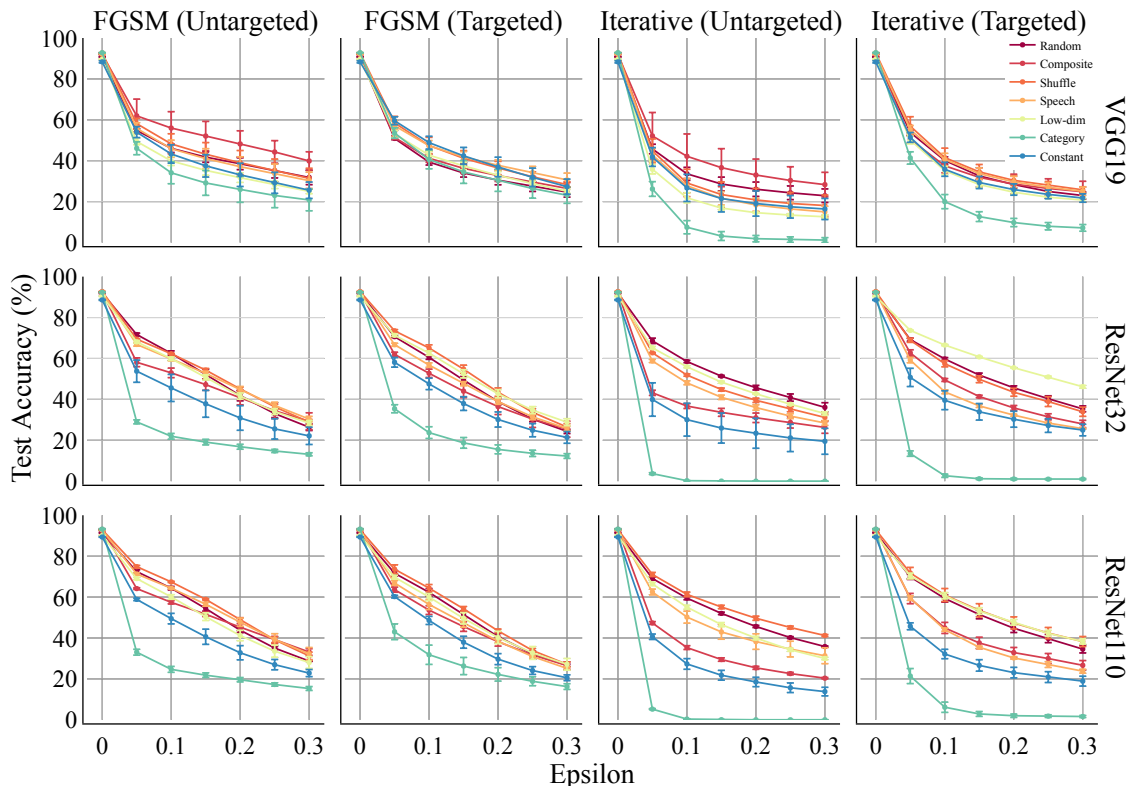 FGSM (Untargeted) FGSM (Targeted) Iterative (Untargeted) Iterative (Targeted)
100
80
60
40
20
0
Random
Composite
Shuffle
Speech
Low-dim
Category
Constant
VGG19
100
80
60
40
20
0
Test Accuracy (%)
ResNet32
100
80
60
40
20
0
ResNet110
0 0.1 0.2 0.3 0 0.1 0.2 0.3 0 0.1 0.2 0.3 0 0.1 0.2 0.3
Epsilon